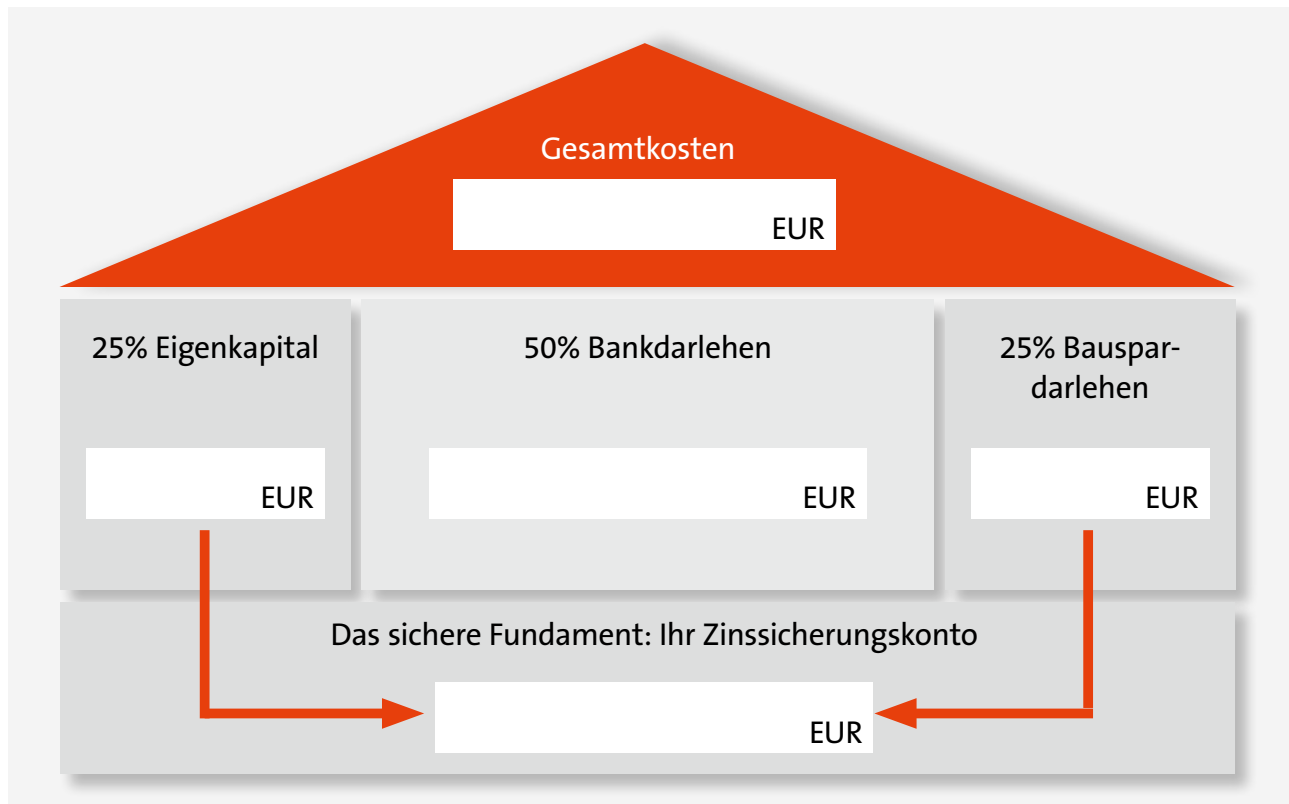 Gesamtkosten
EUR
25% Eigenkapital
50% Bankdarlehen
25% Bauspar-
darlehen
EUR
EUR
EUR
Das sichere Fundament: Ihr Zinssicherungskonto
EUR